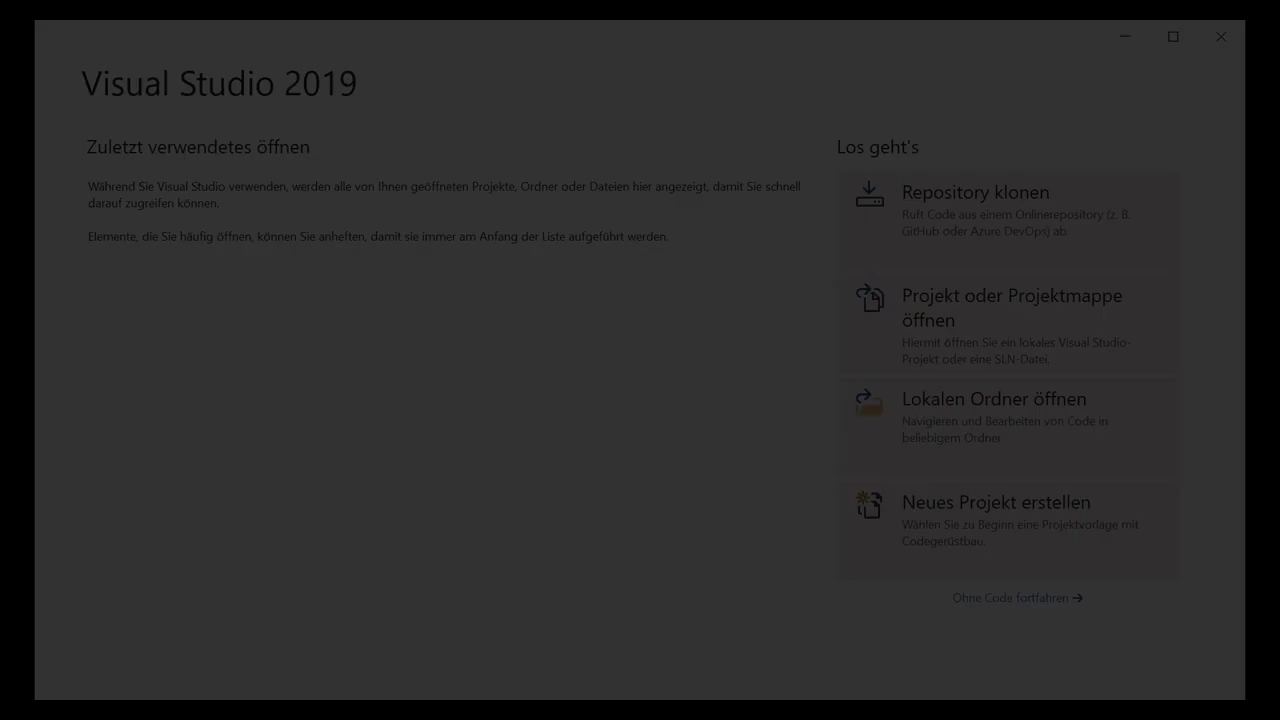 Visual Studio 2019
Zuletzt verwendetes öffnen
Während Sie Visual Studio verwenden, werden alle von Ihnen geöffneten Projekte, Ordner oder Dateien hier angezeigt, damit Sie schnell
darauf zugreifen können.
Elemente, die Sie häufig öffnen, können Sie anheften, damit sie immer am Anfang der Liste aufgeführt werden.
Los geht's
Repository klonen
Ruft Code aus einem Onlinerepository (z. B.
GitHub oder Azure DevOps) ab
Projekt oder Projektmappe
öffnen
Hiermit öffnen Sie ein lokales Visual Studio-
Projekt oder eine SLN-Datei.
Lokalen Ordner öffnen
Navigieren und Bearbeiten von Code in
beliebigem Ordner
Neues Projekt erstellen
Wählen Sie zu Beginn eine Projektvorlage mit
Codegerüstbau.
Ohne Code fortfahren →